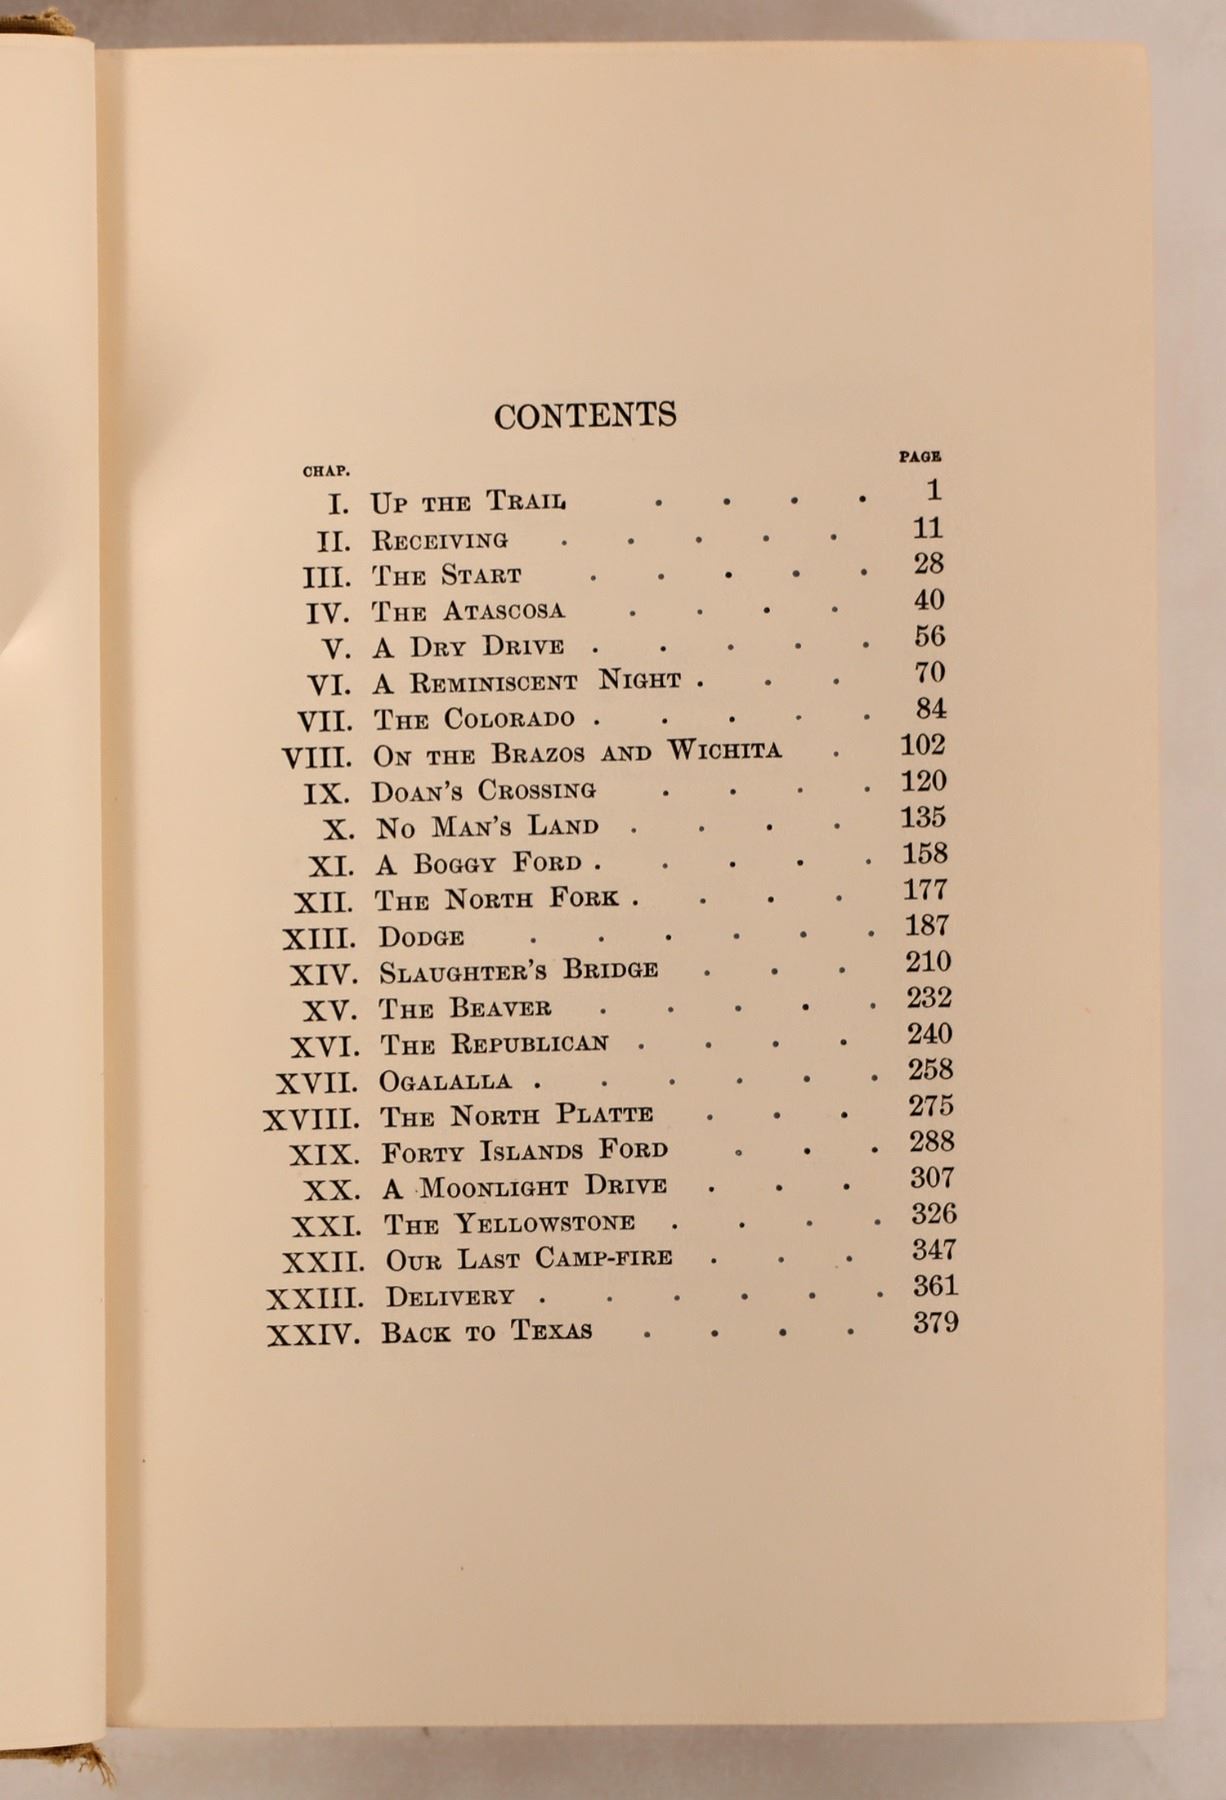 CONTENTS
CHAP. PAGE
I. UP THE TRAIL . . . . 1
II. RECEIVING . . . . . 11
III. THE START . . . . . 28
IV. THE ATASCOSA . . . . 40
V. A DRY DRIVE . . . . . 56
VI. A REMINISCENT NIGHT . . . 70
VII. THE COLORADO . . . . . 84
VIII. ON THE BRAZOS AND WICHITA . 102
IX. DOAN'S CROSSING . . . . 120
X. NO MAN'S LAND . . . . 135
XI. A BOGGY FORD . . . . . 158
XII. THE NORTH FORK . . . . 177
XIII. DODGE . . . . . . 187
XIV. SLAUGHTER'S BRIDGE . . . 210
XV. THE BEAVER . . . . . 232
XVI. THE REPUBLICAN . . . . 240
XVII. OGALALLA . . . . . . 258
XVIII. THE NORTH PLATTE . . . 275
XIX. FORTY ISLANDS FORD . . . 288
XX. A MOONLIGHT DRIVE . . . 307
XXI. THE YELLOWSTONE . . . . 326
XXII. OUR LAST CAMP-FIRE . . . 347
XXIII. DELIVERY . . . . . . 361
XXIV. BACK TO TEXAS . . . . 379